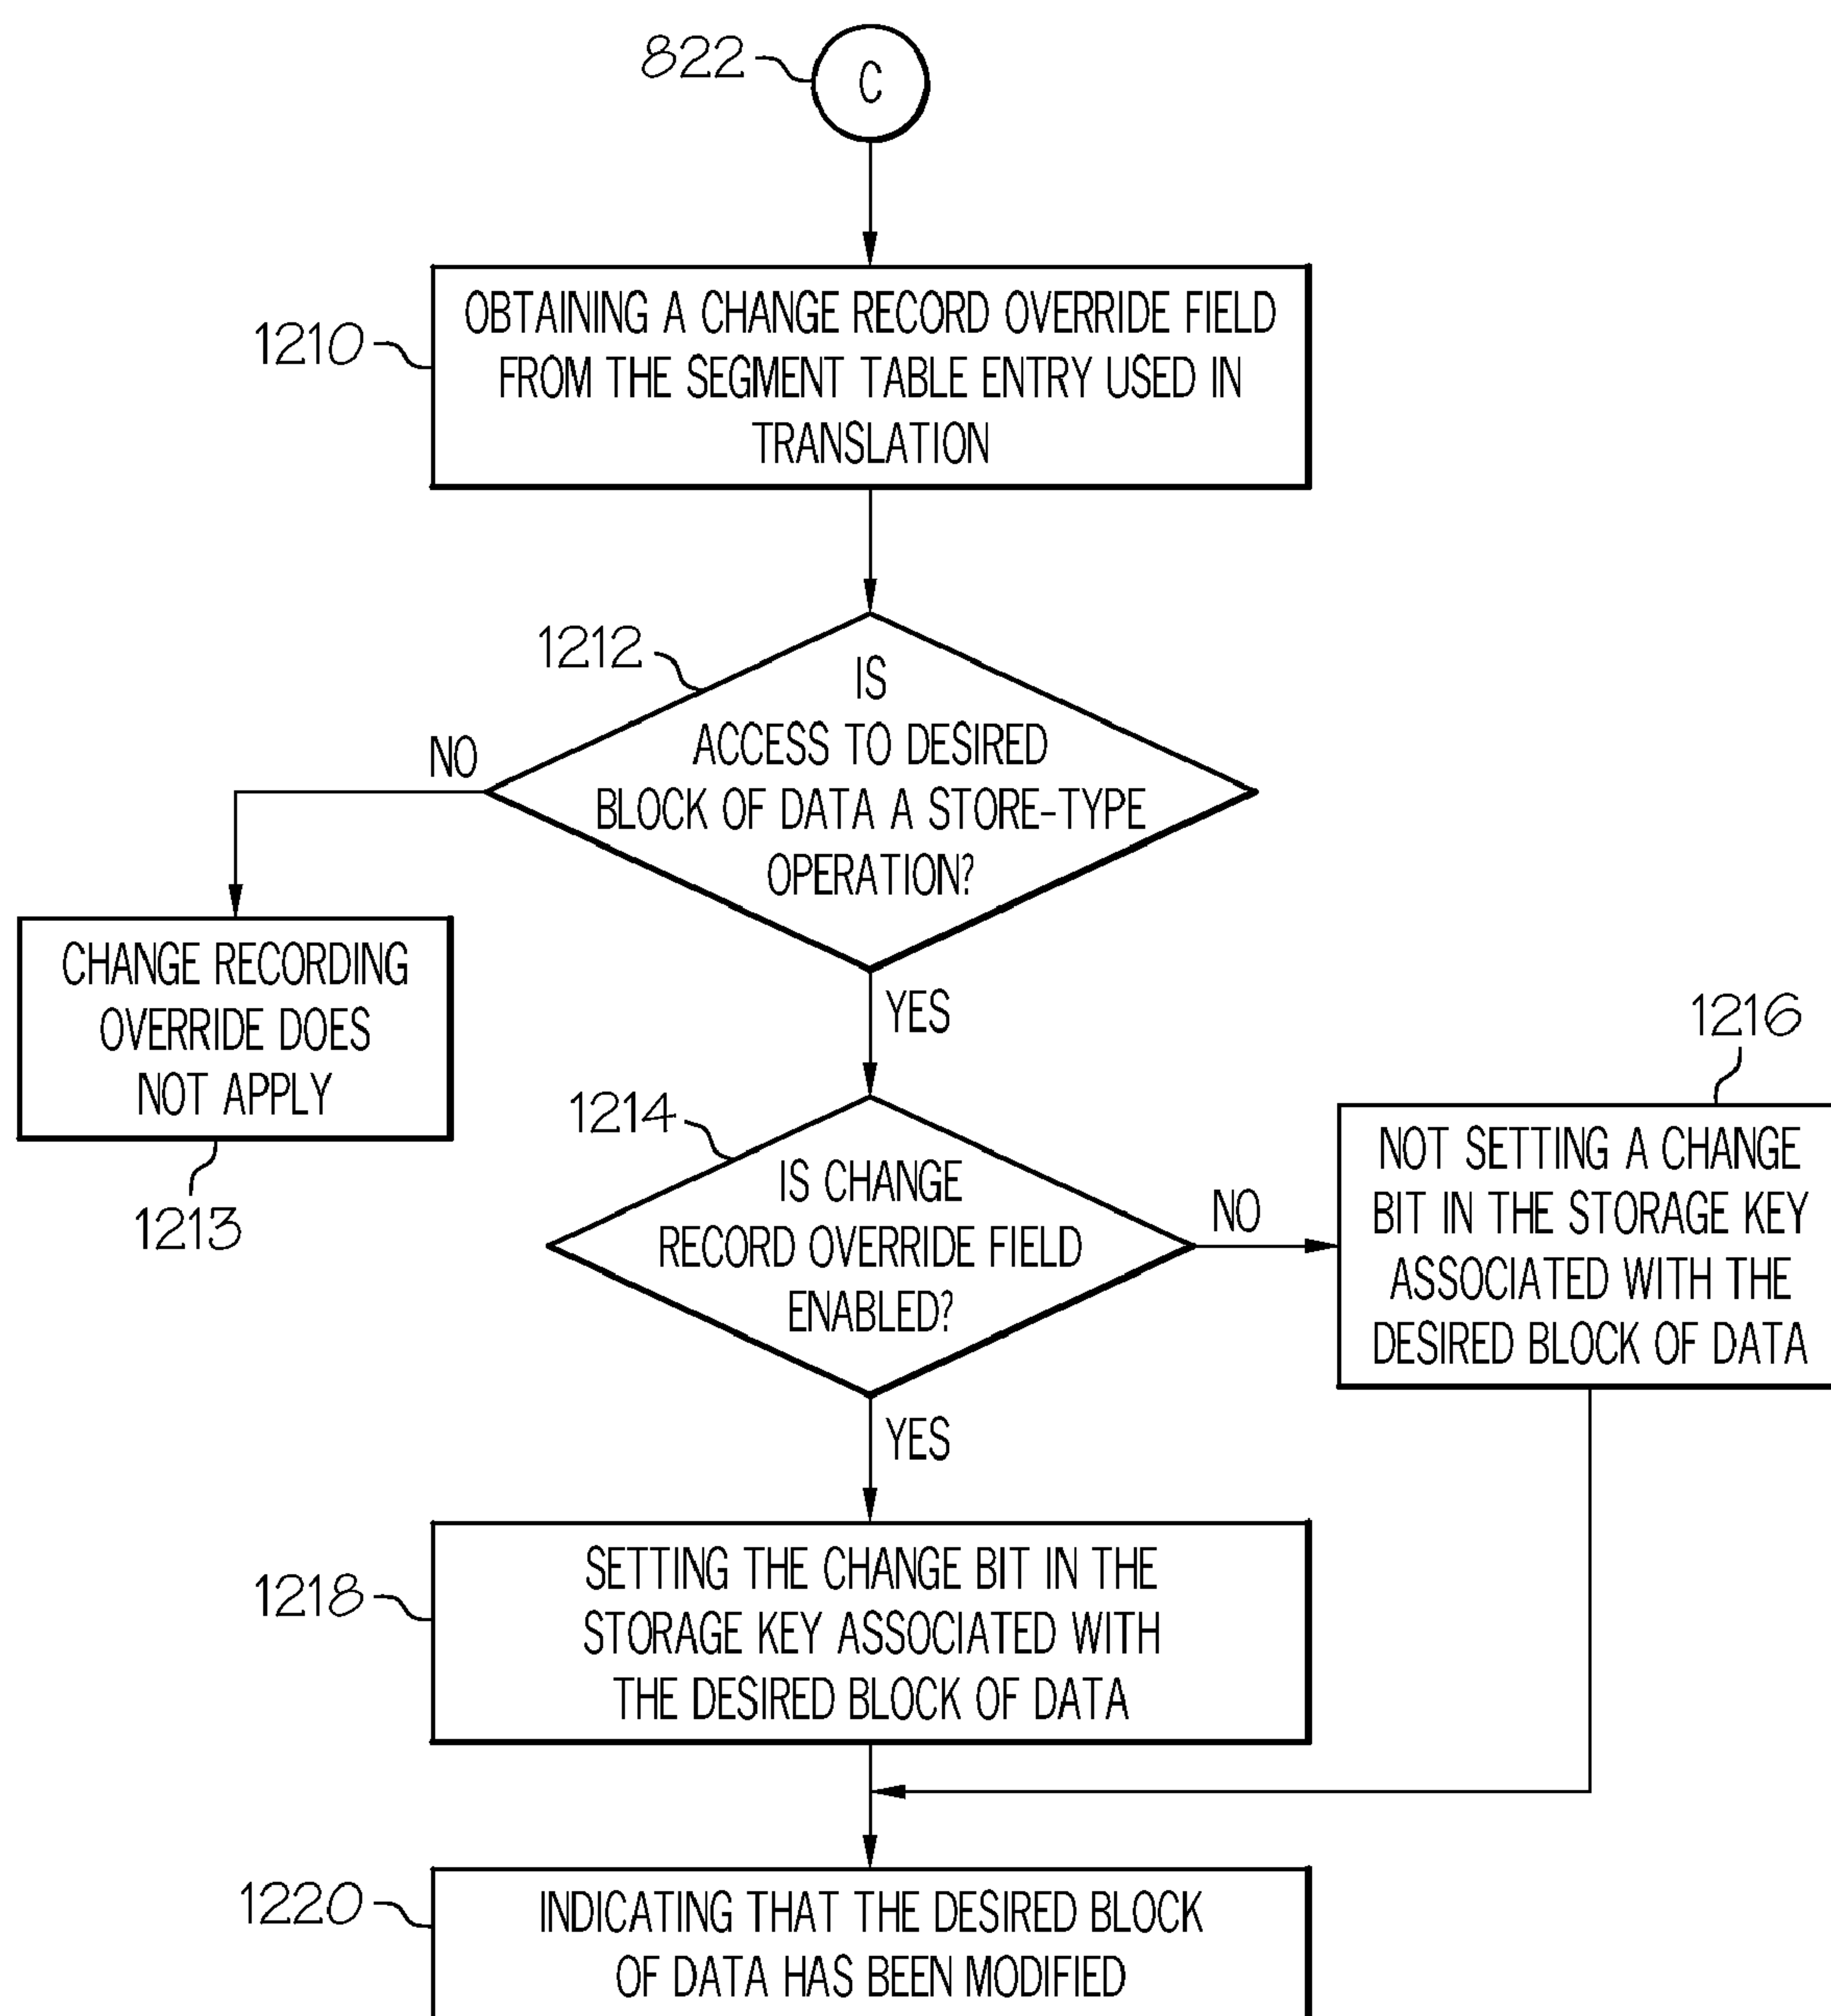 822
C
1210
OBTAINING A CHANGE RECORD OVERRIDE FIELD
FROM THE SEGMENT TABLE ENTRY USED IN
TRANSLATION
1212
IS
ACCESS TO DESIRED
BLOCK OF DATA A STORE-TYPE
OPERATION?
NO
CHANGE RECORDING
OVERRIDE DOES
NOT APPLY
1213
YES
1214
IS CHANGE
RECORD OVERRIDE FIELD
ENABLED?
NO
1216
NOT SETTING A CHANGE
BIT IN THE STORAGE KEY
ASSOCIATED WITH THE
DESIRED BLOCK OF DATA
YES
1218
SETTING THE CHANGE BIT IN THE
STORAGE KEY ASSOCIATED WITH
THE DESIRED BLOCK OF DATA
1220
INDICATING THAT THE DESIRED BLOCK
OF DATA HAS BEEN MODIFIED